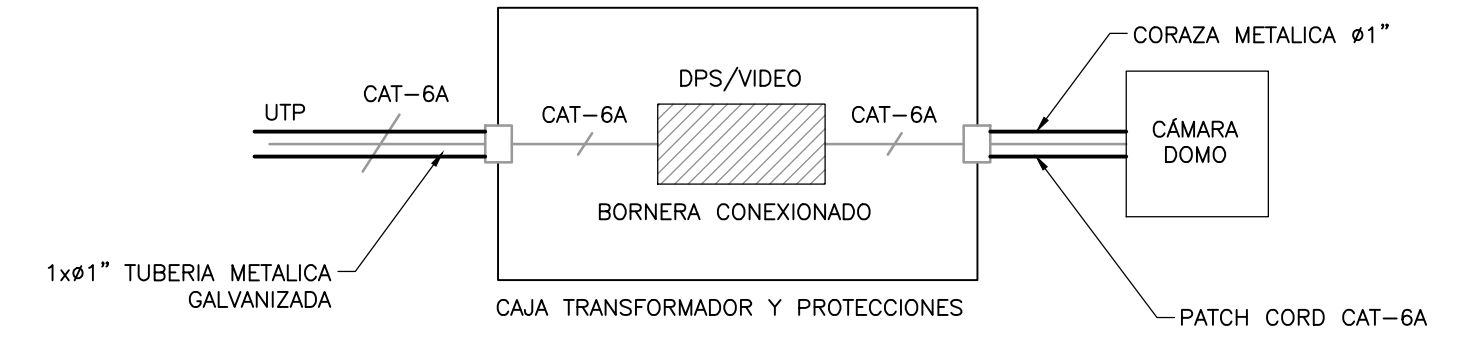 CORAZA METALICA ø1”
DPS/VIDEO
CAT-6A
UTP
CAT-6A
CAT-6A
CÁMARA
DOMO
BORNERA CONEXIONADO
1xø1” TUBERIA METALICA
GALVANIZADA
CAJA TRANSFORMADOR Y PROTECCIONES
PATCH CORD CAT-6A